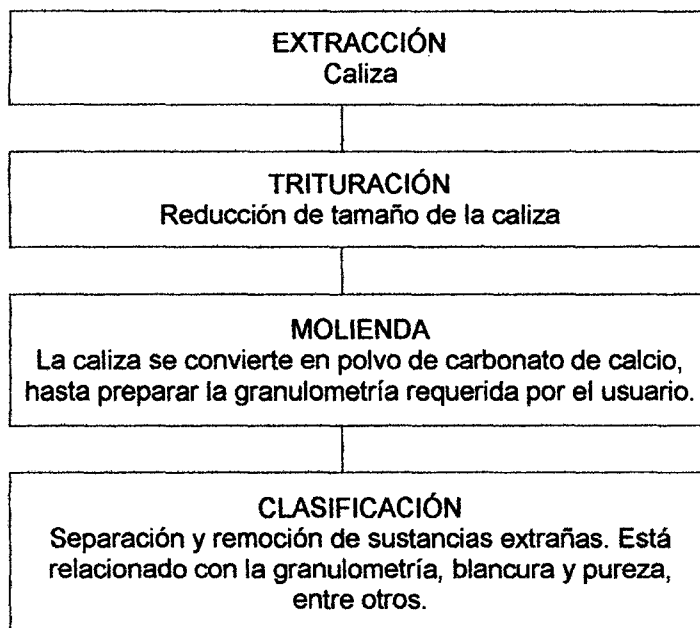 EXTRACCIÓN
Caliza
TRITURACIÓN
Reducción de tamaño de la caliza
MOLIENDA
La caliza se convierte en polvo de carbonato de calcio,
hasta preparar la granulometría requerida por el usuario.
CLASIFICACIÓN
Separación y remoción de sustancias extrañas. Está
relacionado con la granulometría, blancura y pureza,
entre otros.